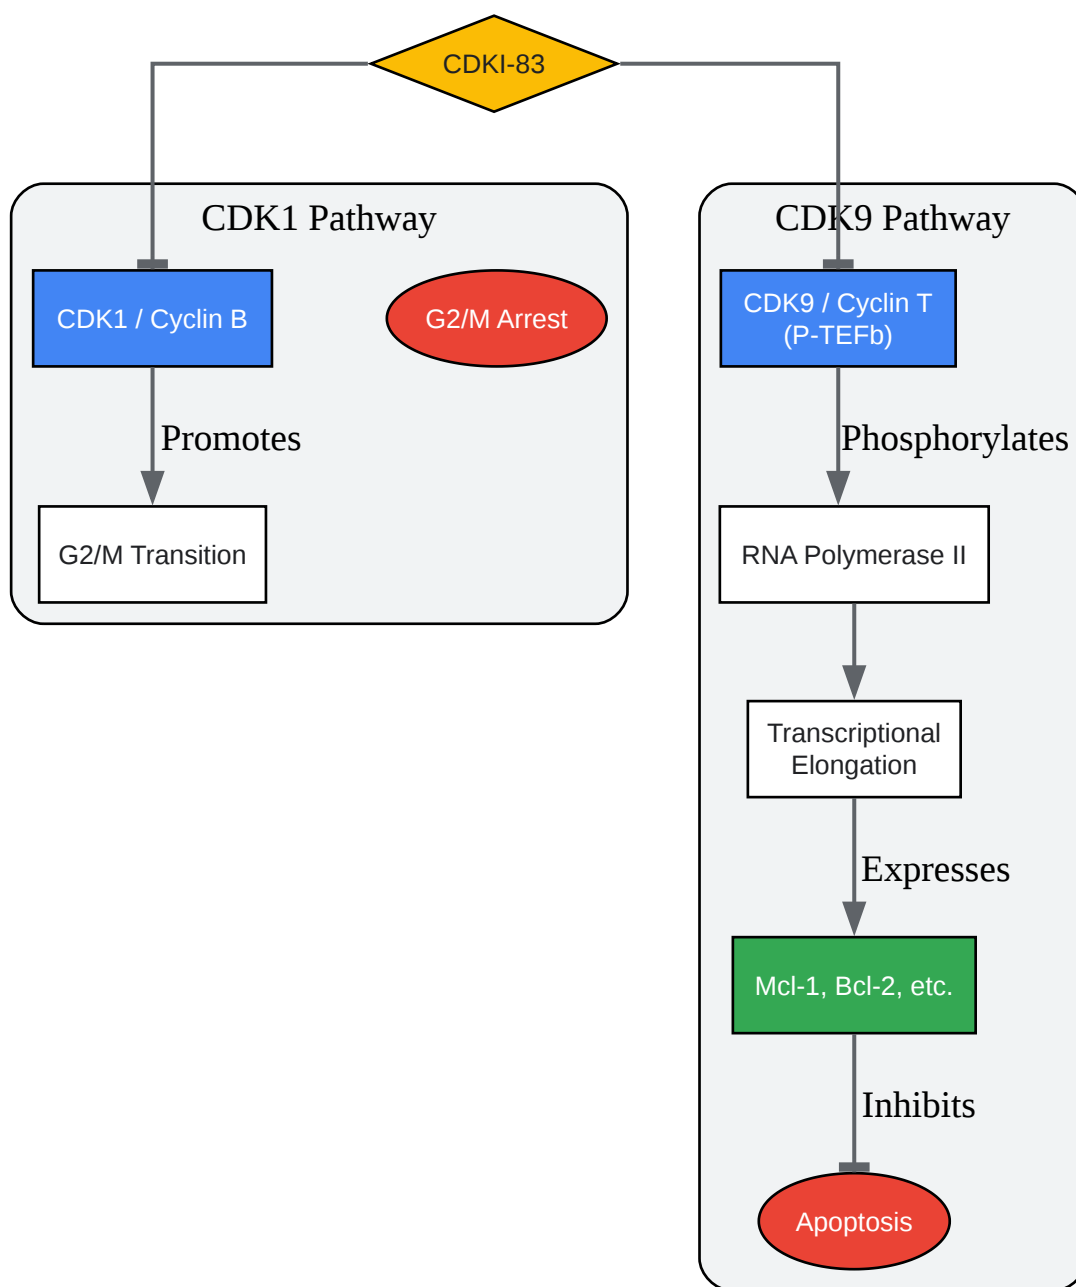 CDKI-83
CDK1 Pathway
CDK1 / Cyclin B
G2/M Arrest
Promotes
G2/M Transition
CDK9 Pathway
CDK9 / Cyclin T
(P-TEFb)
Phosphorylates
RNA Polymerase II
Transcriptional
Elongation
Expresses
Mcl-1, Bcl-2, etc.
Inhibits
Apoptosis